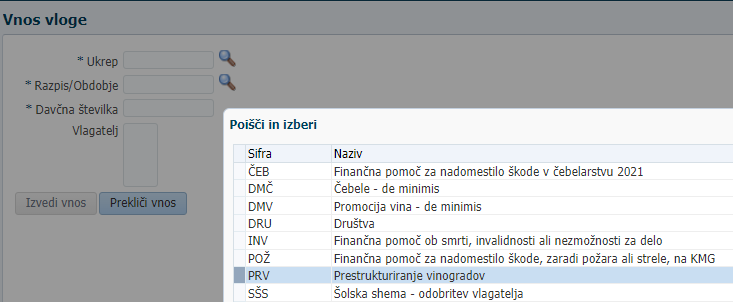 Vnos vloge
* Ukrep
* Razpis/Obdobje
* Davčna številka
Vlagatelj
Izvedi vnos Prekliči vnos
Poišči in izberi
Sifra Naziv
ČEB Finančna pomoč za nadomestilo škode v čebelarstvu 2021
DMČ Čebele - de minimis
DMV Promocija vina - de minimis
DRU Društva
INV Finančna pomoč ob smrti, invalidnosti ali nezmožnosti za delo
POŽ Finančna pomoč za nadomestilo škode, zaradi požara ali strele, na KMG
PRV Prestrukturiranje vinogradov
SŠS Šolska shema - odobritev vlagatelja